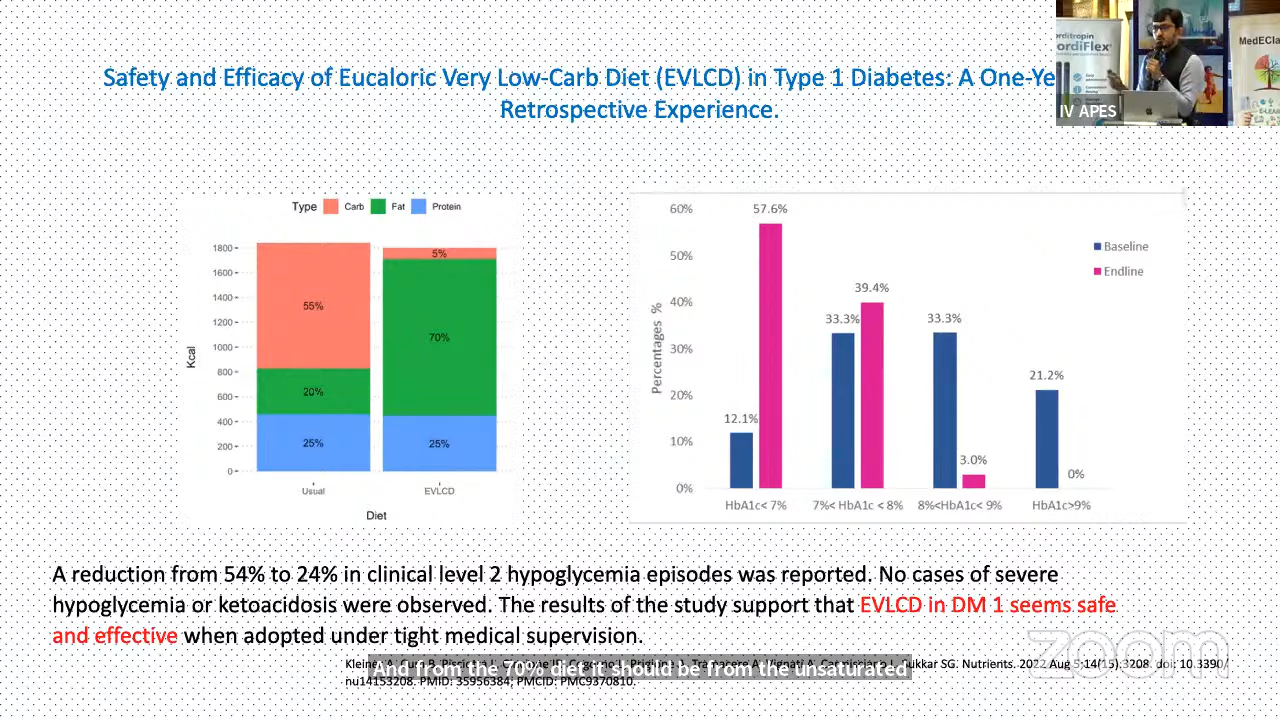 Safety and Efficacy of Eucaloric Very Low-Carb Diet (EVLCD) in Type 1 Diabetes: A One-Ye
Retrospective Experience.
ordiFlex
MedECla
IV APES
Type Carb Fat Protein
1800
1600
1400
1200
1000
800
600
400
200
0
Kcal
55%
20%
25%
5%
70%
25%
Usual EVLCD
Diet
60%
50%
40%
30%
20%
10%
0%
Percentages %
Baseline
Endline
12.1%
57.6%
33.3%
39.4%
33.3%
3.0%
21.2%
0%
HbA1c< 7% 7%< HbA1c < 8% 8%<HbA1c< 9% HbA1c>9%
A reduction from 54% to 24% in clinical level 2 hypoglycemia episodes was reported. No cases of severe
hypoglycemia or ketoacidosis were observed. The results of the study support that EVLCD in DM 1 seems safe
and effective when adopted under tight medical supervision.
zoom
And from the 70% diet it should be from the unsaturated
SG. Nutrients. 2022 Aug 5;14(15):3208. doi: 10.3390/
nu14153208. PMID: 35956384; PMCID: PMC9370810.